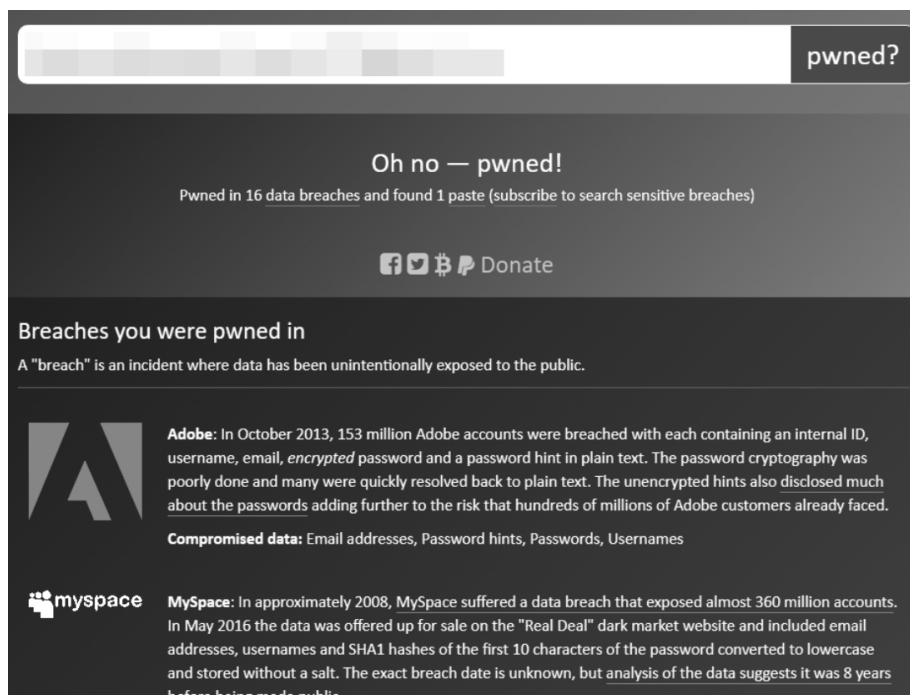 pwned?
Oh no — pwned!
Pwned in 16 data breaches and found 1 paste (subscribe to search sensitive breaches)
Donate
Breaches you were pwned in
A "breach" is an incident where data has been unintentionally exposed to the public.
Adobe: In October 2013, 153 million Adobe accounts were breached with each containing an internal ID,
username, email, encrypted password and a password hint in plain text. The password cryptography was
poorly done and many were quickly resolved back to plain text. The unencrypted hints also disclosed much
about the passwords adding further to the risk that hundreds of millions of Adobe customers already faced.
Compromised data: Email addresses, Password hints, Passwords, Usernames
myspace
MySpace: In approximately 2008, MySpace suffered a data breach that exposed almost 360 million accounts.
In May 2016 the data was offered up for sale on the "Real Deal" dark market website and included email
addresses, usernames and SHA1 hashes of the first 10 characters of the password converted to lowercase
and stored without a salt. The exact breach date is unknown, but analysis of the data suggests it was 8 years
before being made public.